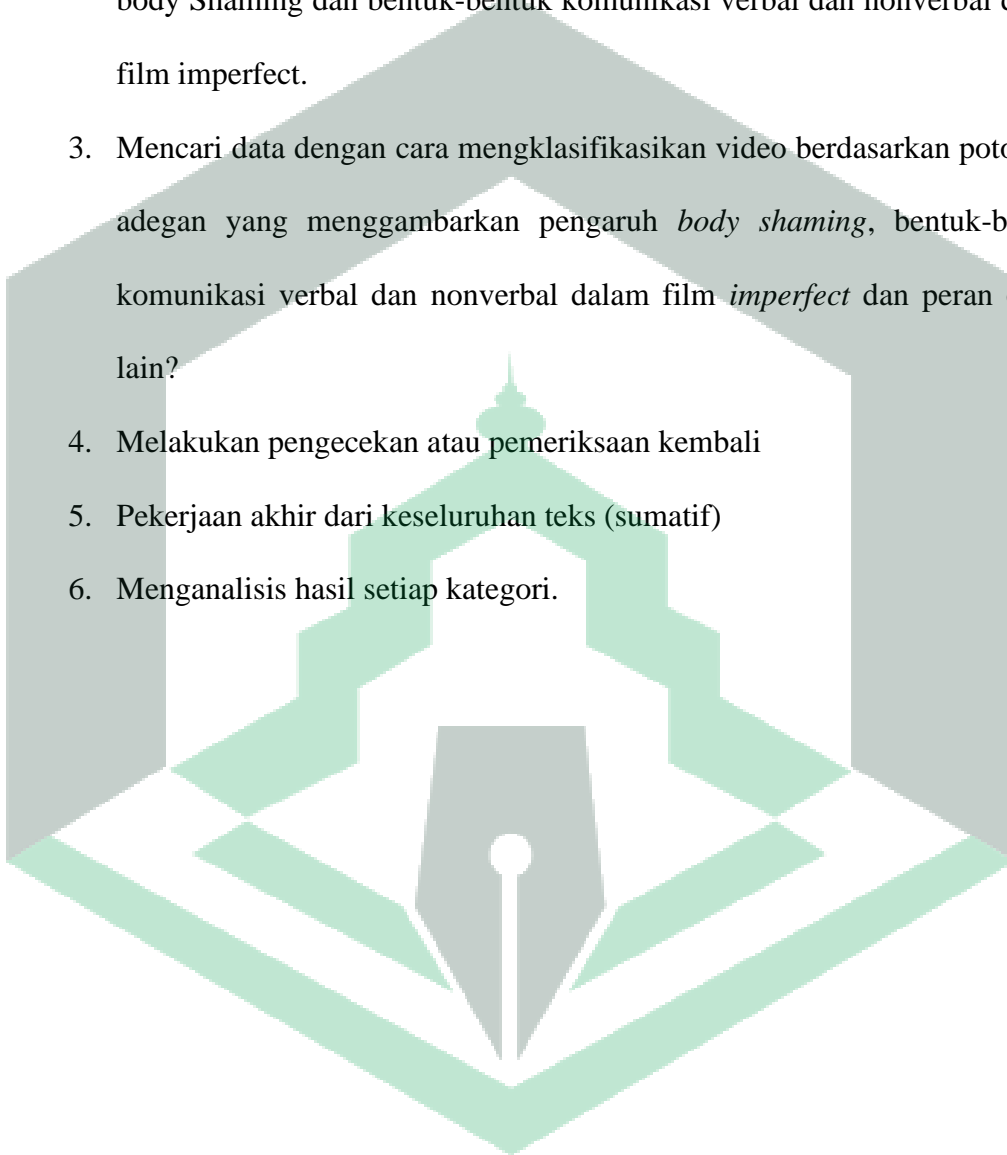 body Shaming dan bentuk-bentuk komunikasi verbal dan nonverbal
film imperfect.
3. Mencari data dengan cara mengklasifikasikan video berdasarkan
adegan yang menggambarkan pengaruh body shaming,
komunikasi verbal dan nonverbal dalam film imperfect dan peran
lain?
4. Melakukan pengecekan atau pemeriksaan kembali
5. Pekerjaan akhir dari keseluruhan teks (sumatif)
6. Menganalisis hasil setiap kategori.